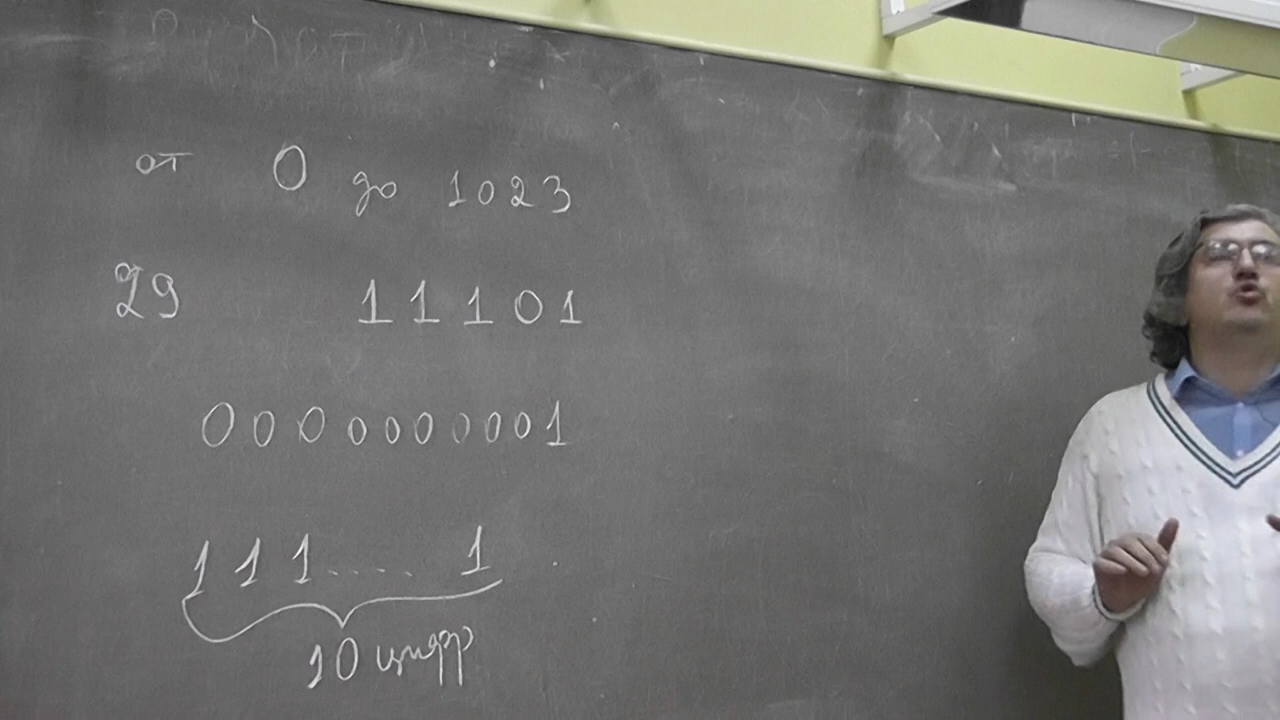 от 0 до 1023
29 11101
0000000001
111..... 1
10 цифр